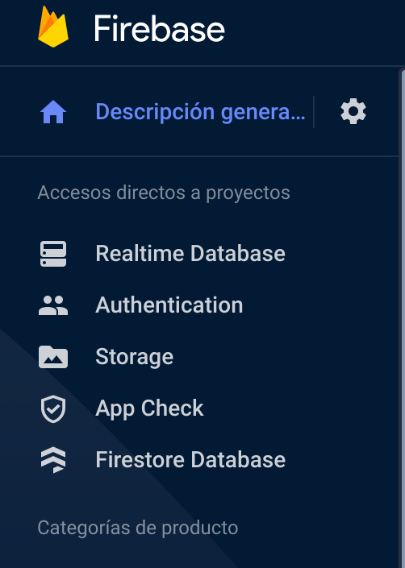 Firebase
Descripción genera...
Accesos directos a proyectos
Realtime Database
Authentication
Storage
App Check
Firestore Database
Categorías de producto